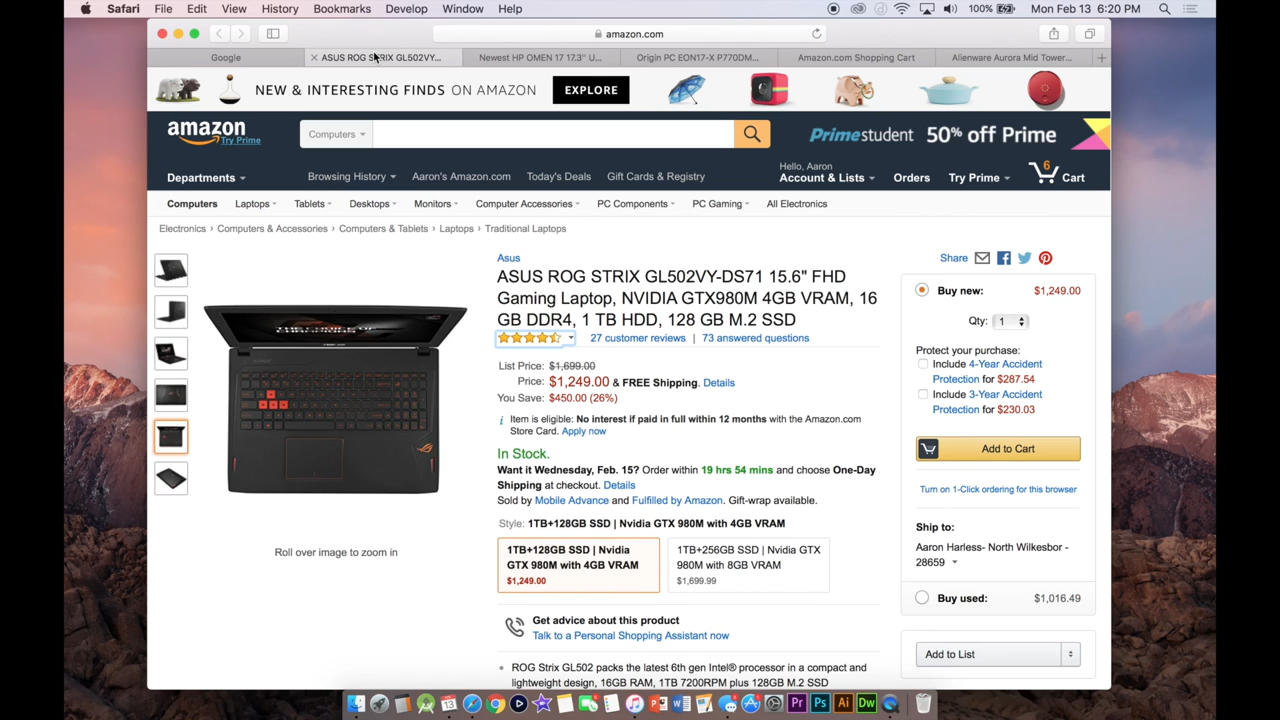 Safari File Edit View History Bookmarks Develop Window Help 100% Mon Feb 13 6:20 PM
amazon.com
Google
ASUS ROG STRIX GL502VY...
Newest HP OMEN 17 17.3" U...
Origin PC EON17-X P770DM...
Amazon.com Shopping Cart
Alienware Aurora Mid Tower...
NEW & INTERESTING FINDS ON AMAZON EXPLORE
amazon
Try Prime
Computers
Prime student 50% off Prime
Departments
Browsing History Aaron's Amazon.com Today's Deals Gift Cards & Registry
Hello, Aaron
Account & Lists Orders Try Prime 6 Cart
Computers Laptops Tablets Desktops Monitors Computer Accessories PC Components PC Gaming All Electronics
Electronics › Computers & Accessories › Computers & Tablets › Laptops › Traditional Laptops
THE CHOICE OF
Roll over image to zoom in
Asus
ASUS ROG STRIX GL502VY-DS71 15.6" FHD
Gaming Laptop, NVIDIA GTX980M 4GB VRAM, 16
GB DDR4, 1 TB HDD, 128 GB M.2 SSD
27 customer reviews | 73 answered questions
List Price: $1,699.00
Price: $1,249.00 & FREE Shipping. Details
You Save: $450.00 (26%)
i Item is eligible: No interest if paid in full within 12 months with the Amazon.com
Store Card. Apply now
In Stock.
Want it Wednesday, Feb. 15? Order within 19 hrs 54 mins and choose One-Day
Shipping at checkout. Details
Sold by Mobile Advance and Fulfilled by Amazon. Gift-wrap available.
Style: 1TB+128GB SSD | Nvidia GTX 980M with 4GB VRAM
1TB+128GB SSD | Nvidia
GTX 980M with 4GB VRAM
$1,249.00
1TB+256GB SSD | Nvidia GTX
980M with 8GB VRAM
$1,699.99
Get advice about this product
Talk to a Personal Shopping Assistant now
• ROG Strix GL502 packs the latest 6th gen Intel® processor in a compact and
lightweight design, 16GB RAM, 1TB 7200RPM plus 128GB M.2 SSD
Share
Buy new: $1,249.00
Qty: 1
Protect your purchase:
Include 4-Year Accident
Protection for $287.54
Include 3-Year Accident
Protection for $230.03
Add to Cart
Turn on 1-Click ordering for this browser
Ship to:
Aaron Harless- North Wilkesbor -
28659
Buy used: $1,016.49
Add to List
13
Pr Ps Ai Dw